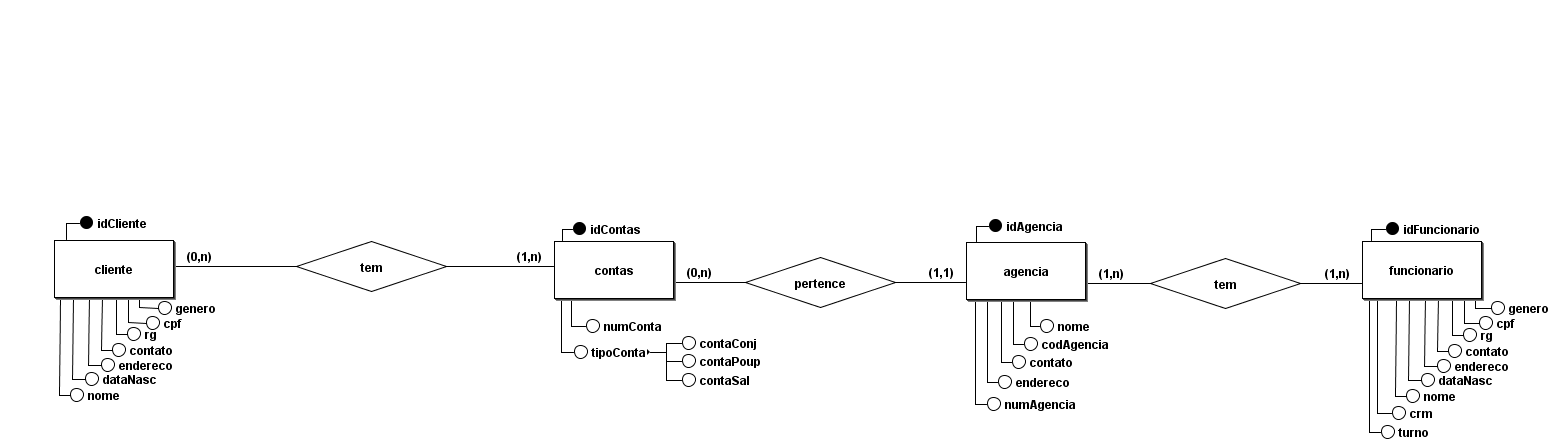 idCliente
cliente
(0,n)
tem
(1,n)
genero
cpf
rg
contato
endereco
dataNasc
nome
idContas
contas
(0,n)
pertence
(1,1)
numConta
tipoConta
contaConj
contaPoup
contaSal
idAgencia
agencia
(1,n)
tem
(1,n)
nome
codAgencia
contato
endereco
numAgencia
idFuncionario
funcionario
genero
cpf
rg
contato
endereco
dataNasc
nome
crm
turno